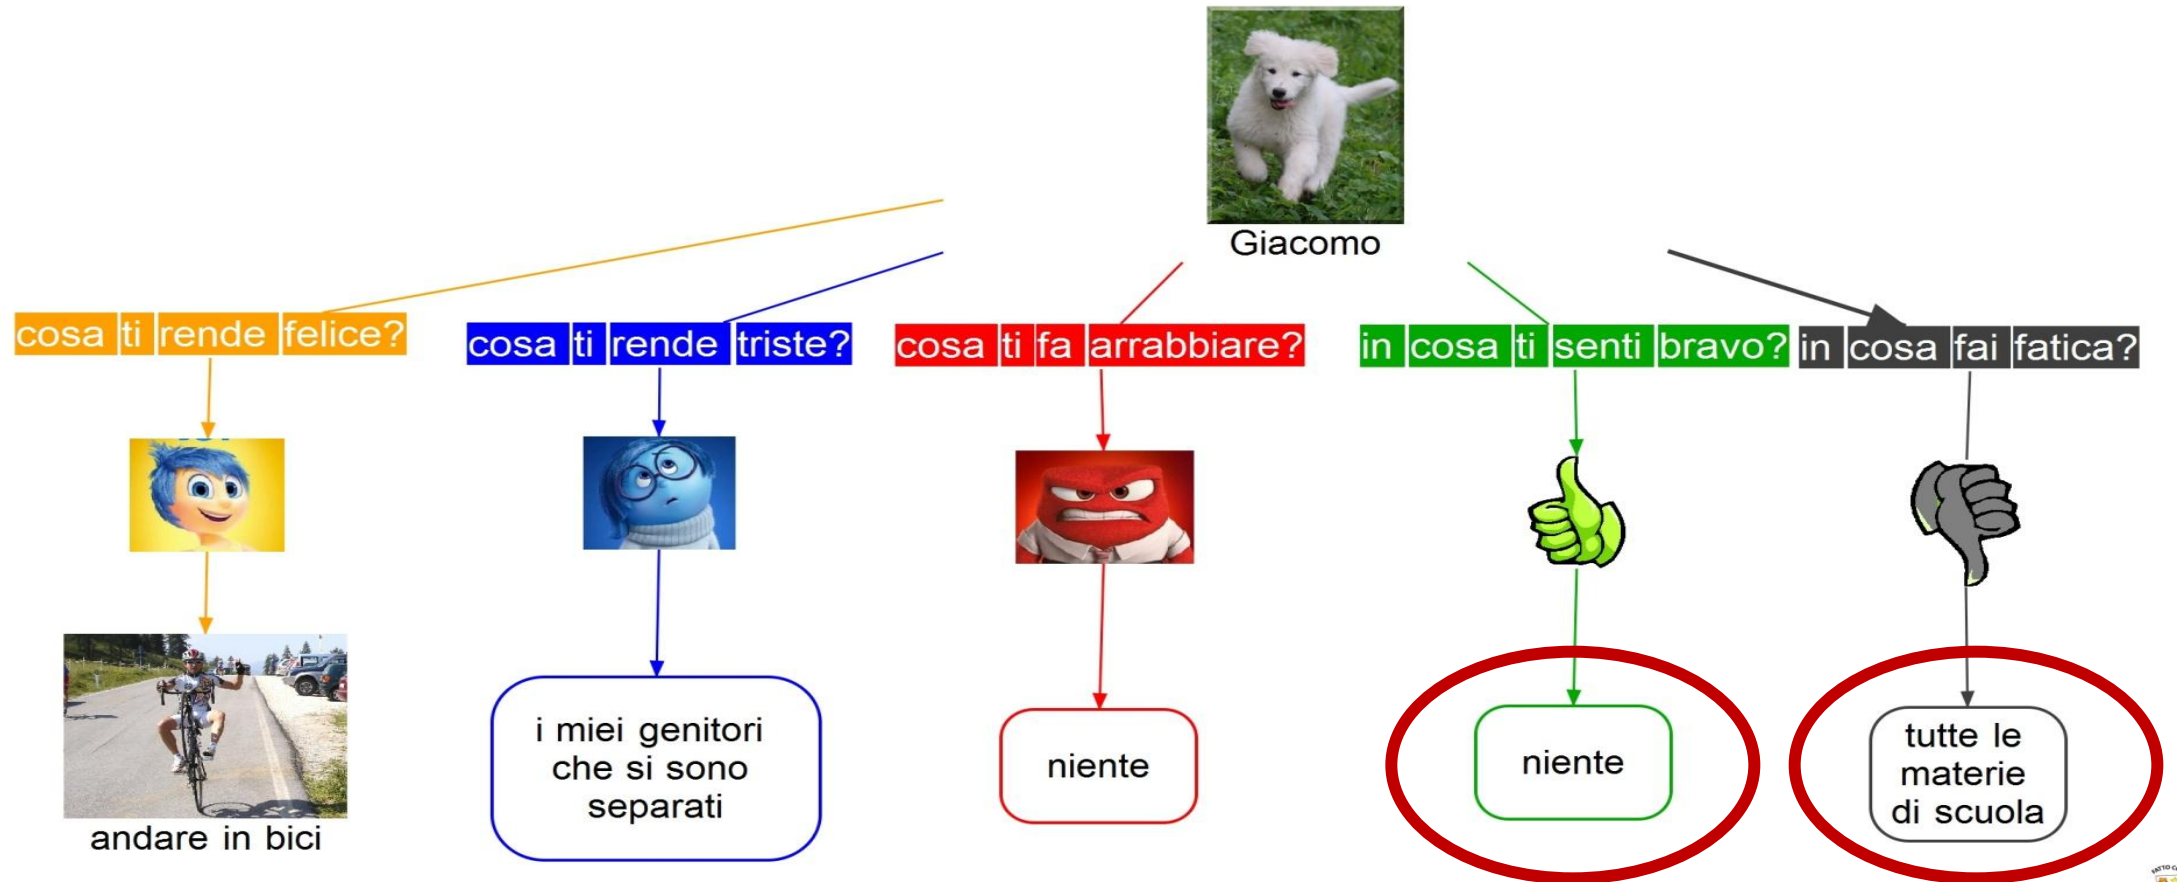 Giacomo
cosa ti rende felice?
cosa ti rende triste?
cosa ti fa arrabbiare?
in cosa ti senti bravo?
in cosa fai fatica?
andare in bici
i miei genitori
che si sono
separati
niente
niente
tutte le
materie
di scuola